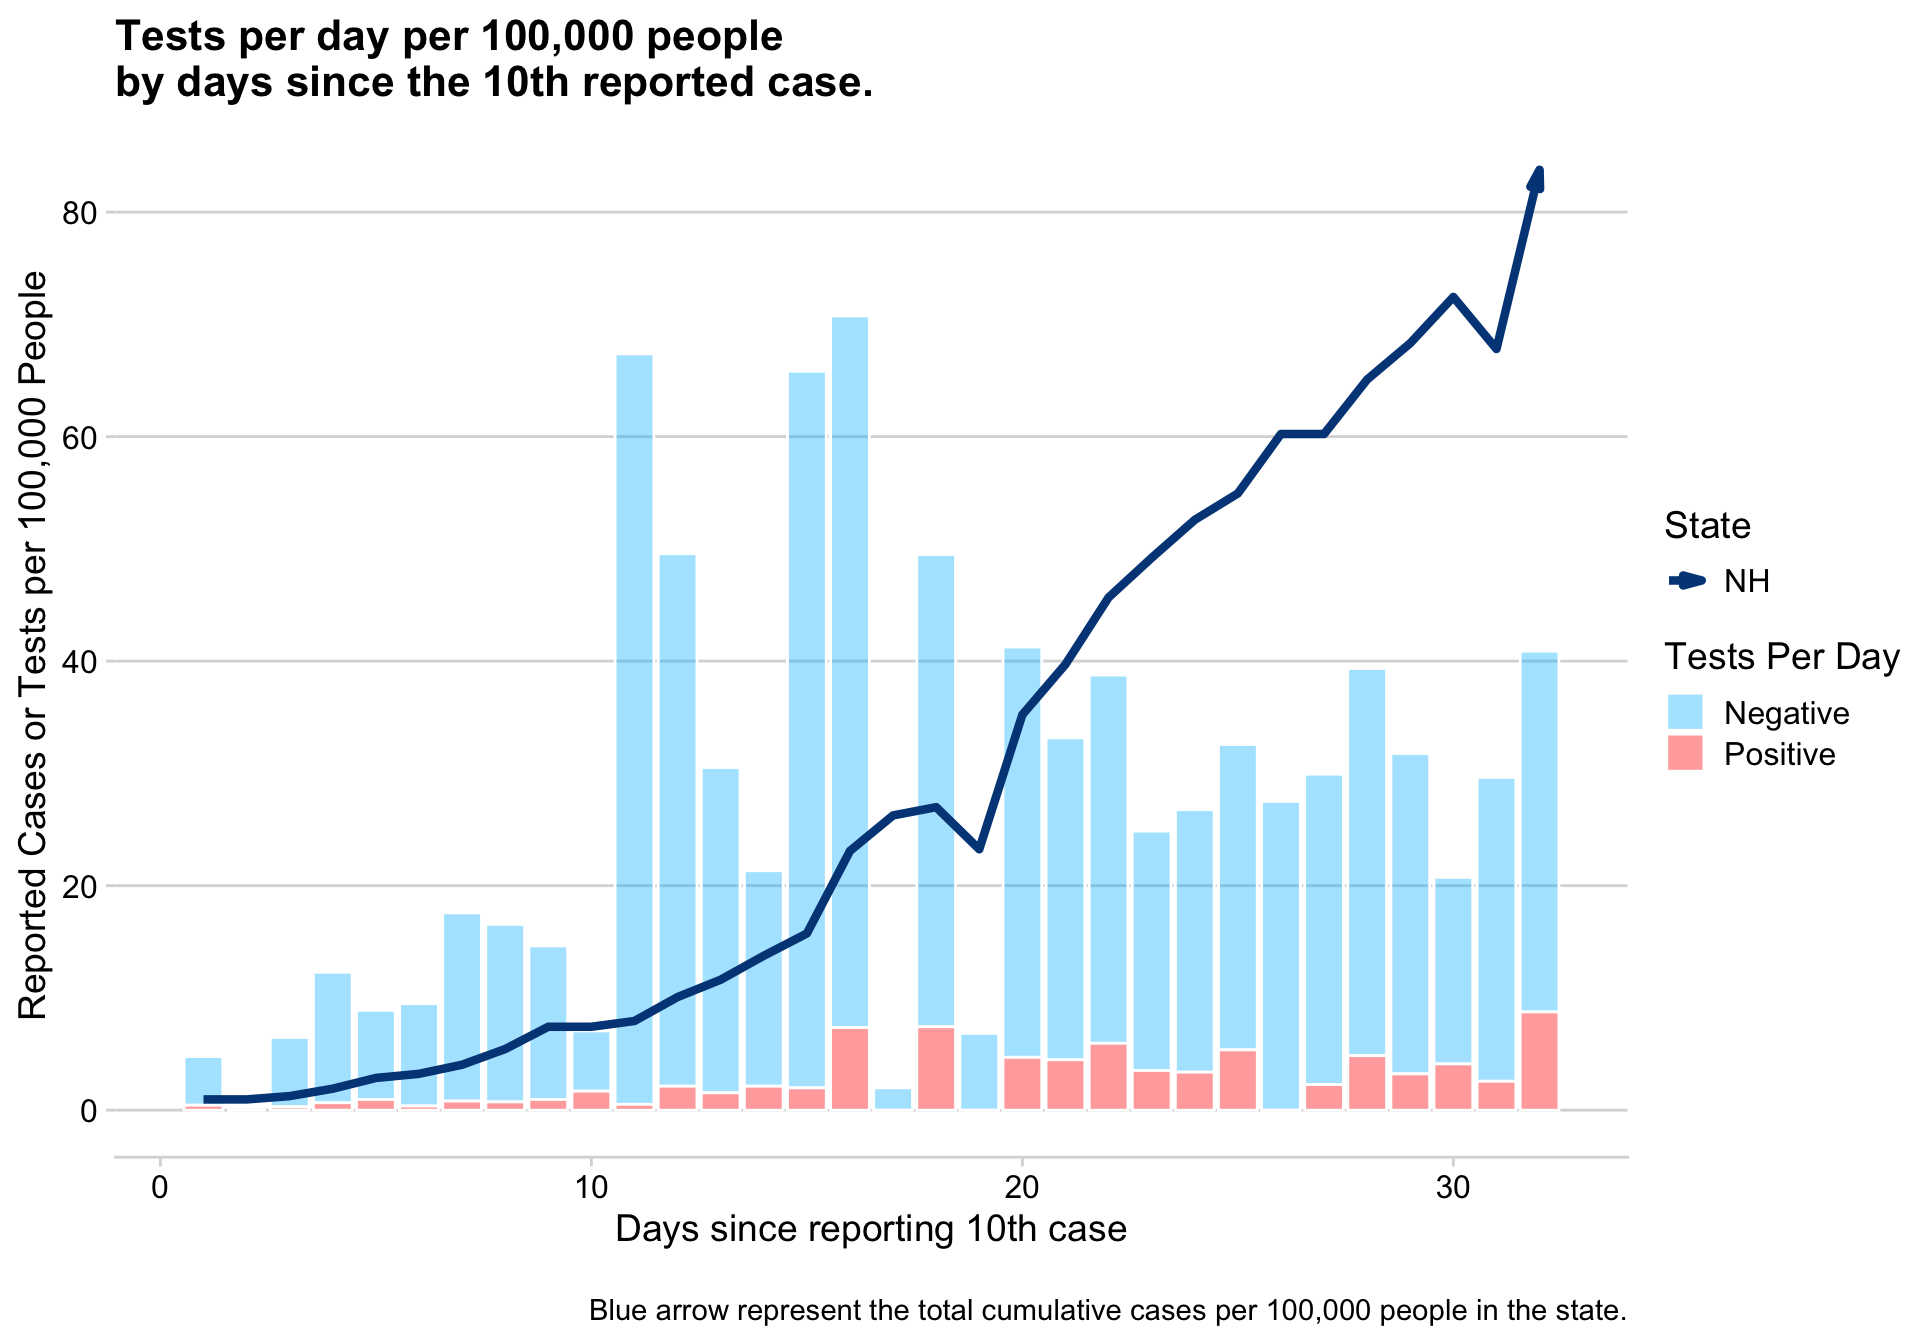 Tests per day per 100,000 people
by days since the 10th reported case.
Reported Cases or Tests per 100,000 People
80
60
40
20
0
0
10
20
30
Days since reporting 10th case
State
NH
Tests Per Day
Negative
Positive
Blue arrow represent the total cumulative cases per 100,000 people in the state.